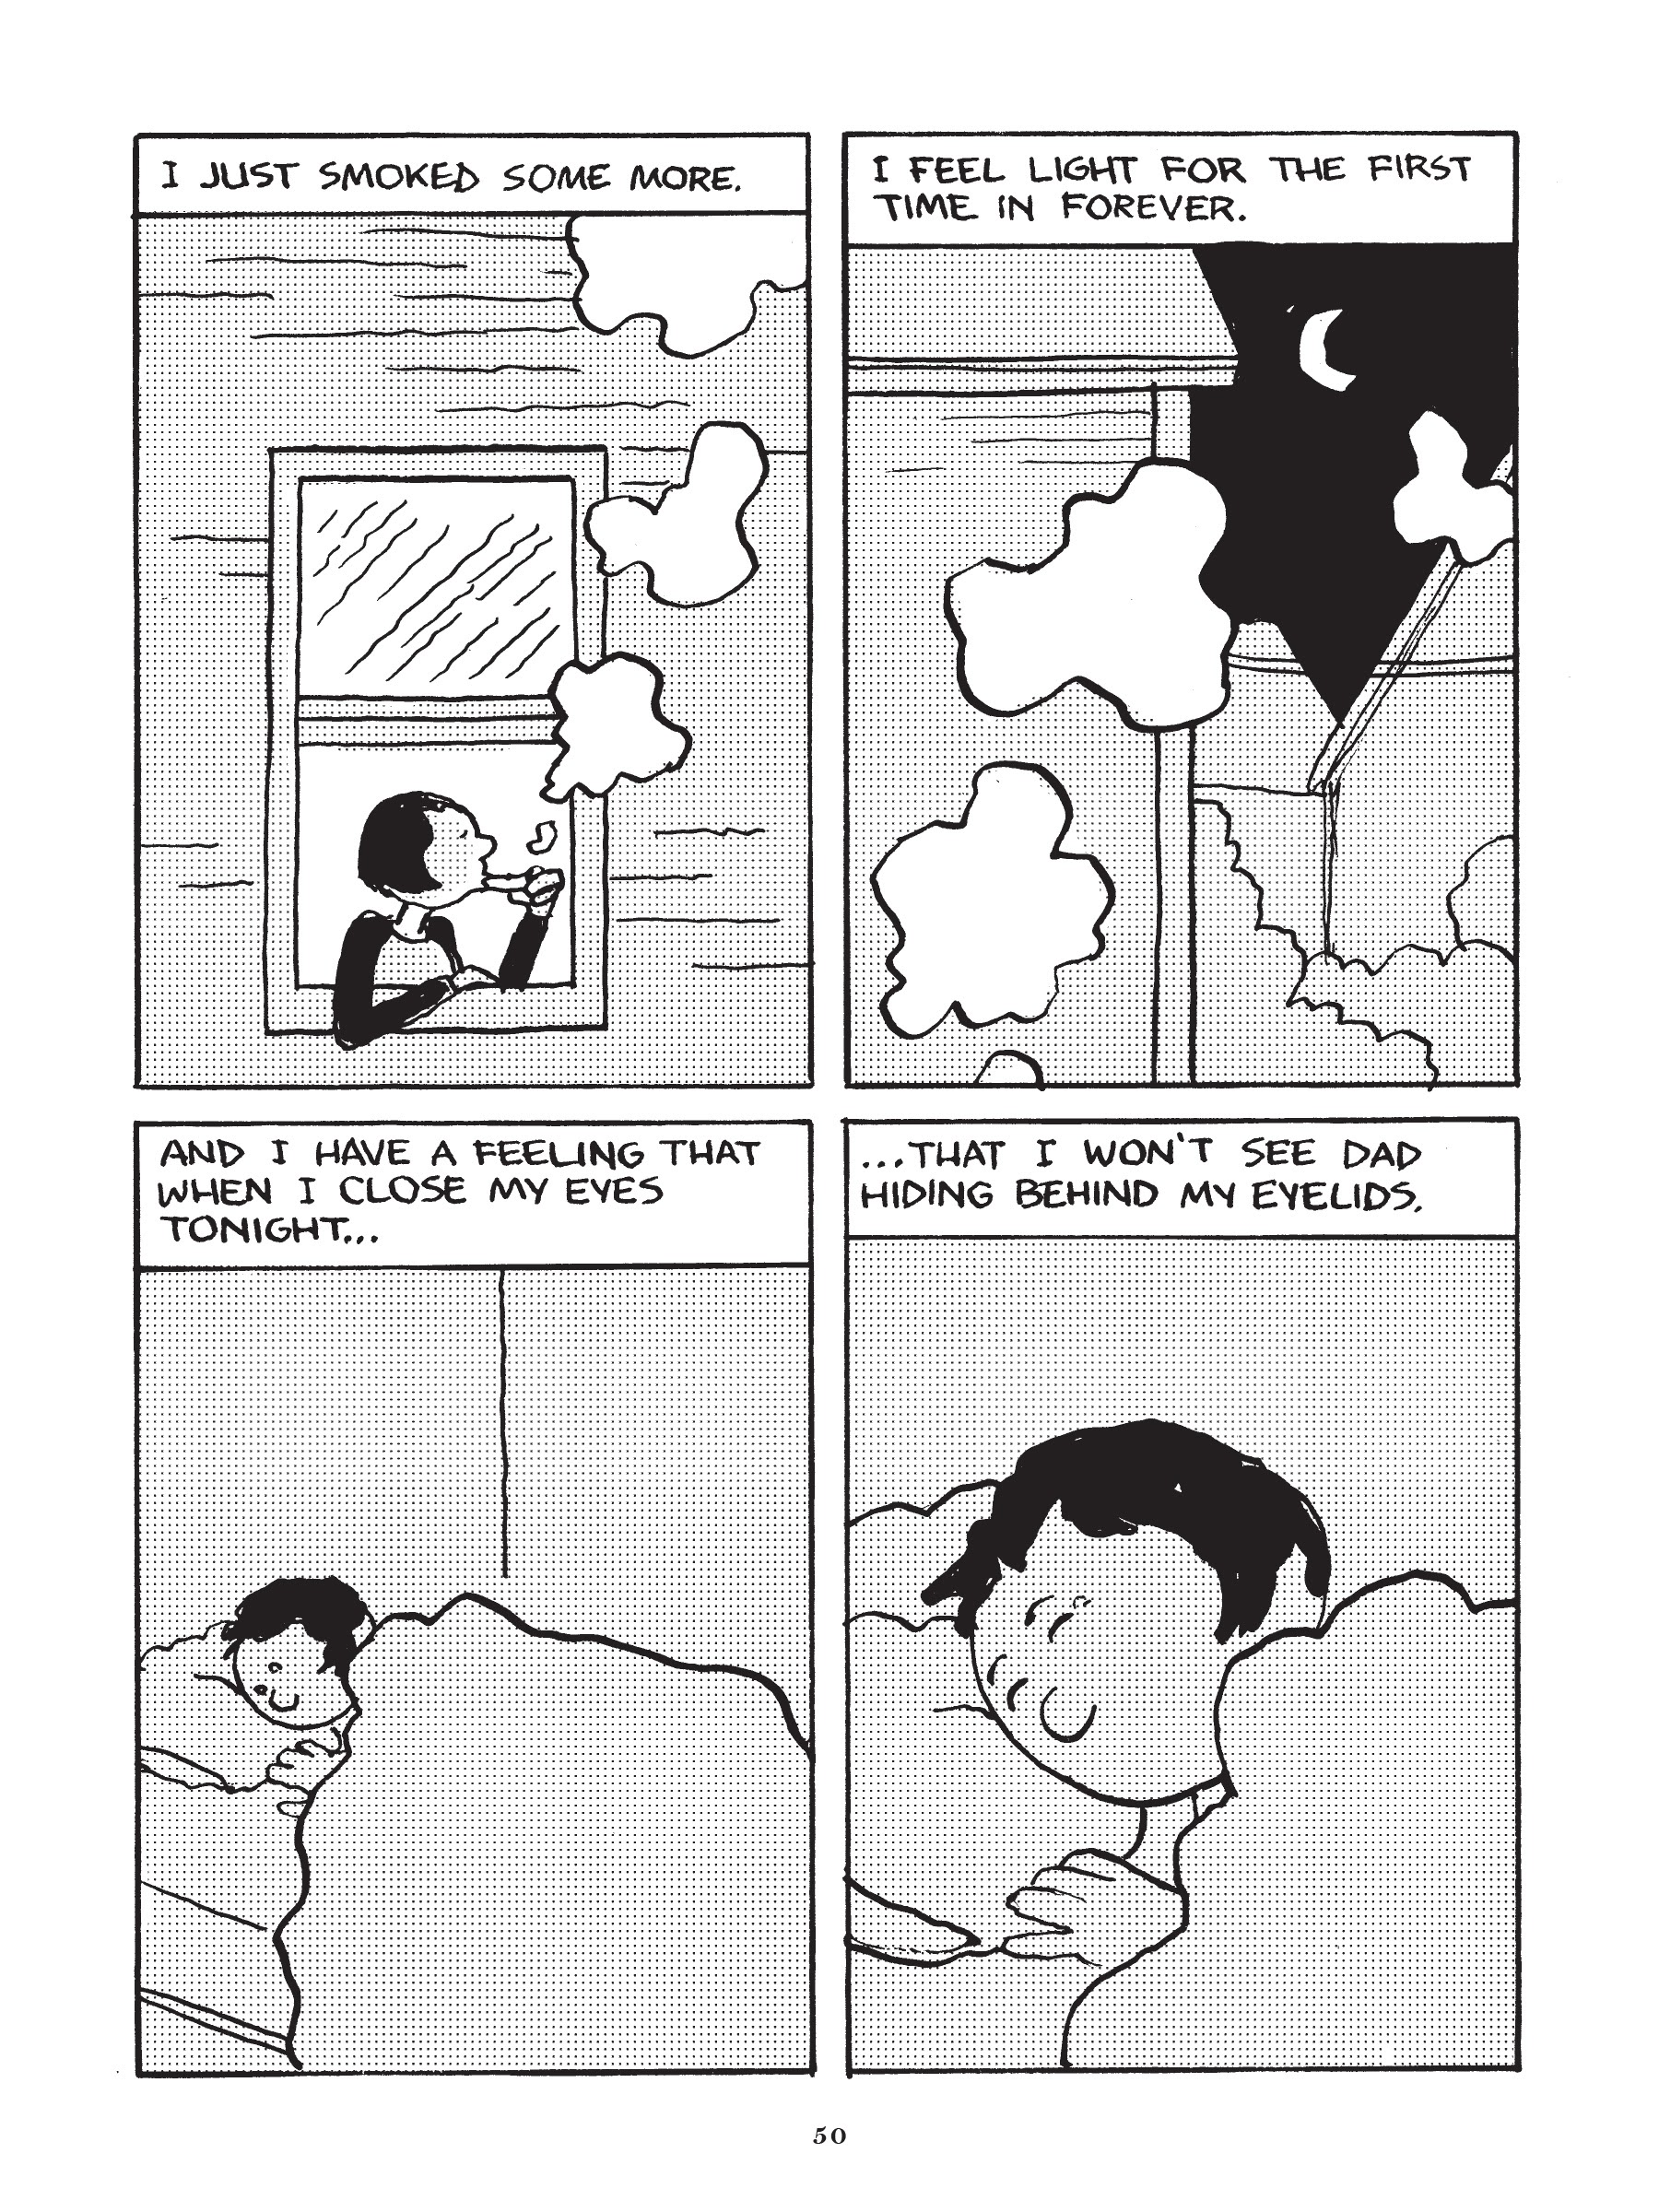 I JUST SMOKED SOME MORE.
I FEEL LIGHT FOR THE FIRST
TIME IN FOREVER.
AND I HAVE A FEELING THAT
WHEN I CLOSE MY EYES
TONIGHT...
...THAT I WON'T SEE DAD
HIDING BEHIND MY EYELIDS.
50